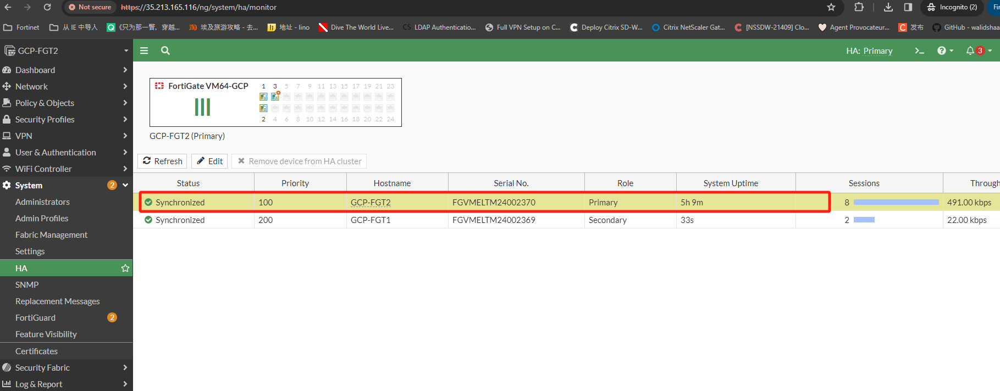 Not secure https://35.213.165.116/ng/system/ha/monitor Incognito (2)
Fortinet 从 IE 中导入 《只为那一瞥，穿越... 埃及旅游攻略 - 去... 地址 - lino Dive The World Live... CS LDAP Authenticatio... Full VPN Setup on C... Deploy Citrix SD-W... Citrix NetScaler Gat... [NSSDW-21409] Clo... Agent Provocateur... 发布 GitHub - walidshaa
GCP-FGT2
HA: Primary
3
Dashboard
Network
Policy & Objects
Security Profiles
VPN
User & Authentication
WiFi Controller
System 2
Administrators
Admin Profiles
Fabric Management
Settings
HA
SNMP
Replacement Messages
FortiGuard 2
Feature Visibility
Certificates
Security Fabric
Log & Report
FortiGate VM64-GCP
1 3 5 7 9 11 13 15 17 19 21 23
2 4 6 8 10 12 14 16 18 20 22 24
GCP-FGT2 (Primary)
Refresh Edit Remove device from HA cluster
Status Priority Hostname Serial No. Role System Uptime Sessions Through
Synchronized 100 GCP-FGT2 FGVMELTM24002370 Primary 5h 9m 8 491.00 kbps
Synchronized 200 GCP-FGT1 FGVMELTM24002369 Secondary 33s 2 22.00 kbps